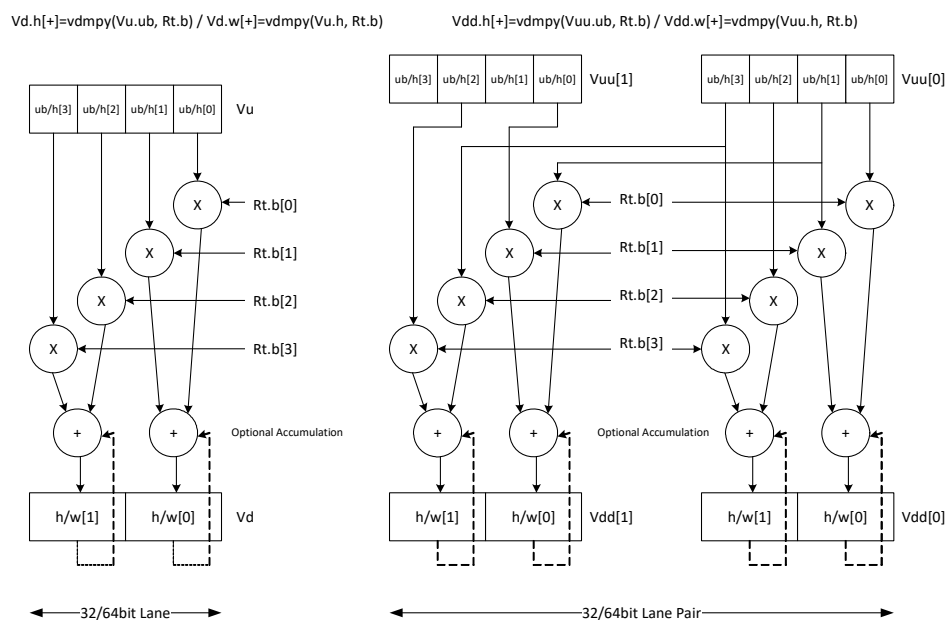 Vd.h[+]=vdmpy(Vu.ub, Rt.b) / Vd.w[+]=vdmpy(Vu.h, Rt.b)
Vdd.h[+]=vdmpy(Vuu.ub, Rt.b) / Vdd.w[+]=vdmpy(Vuu.h, Rt.b)
ub/h[3] ub/h[2] ub/h[1] ub/h[0] Vuu[1]
ub/h[3] ub/h[2] ub/h[1] ub/h[0] Vuu[0]
ub/h[3] ub/h[2] ub/h[1] ub/h[0] Vu
X Rt.b[0] X Rt.b[0] X
X Rt.b[1] X Rt.b[1] X
X Rt.b[2] X Rt.b[2] X
X Rt.b[3] X Rt.b[3] X
+ + Optional Accumulation + + Optional Accumulation + +
h/w[1] h/w[0] Vd
h/w[1] h/w[0] Vdd[1]
h/w[1] h/w[0] Vdd[0]
32/64bit Lane
32/64bit Lane Pair